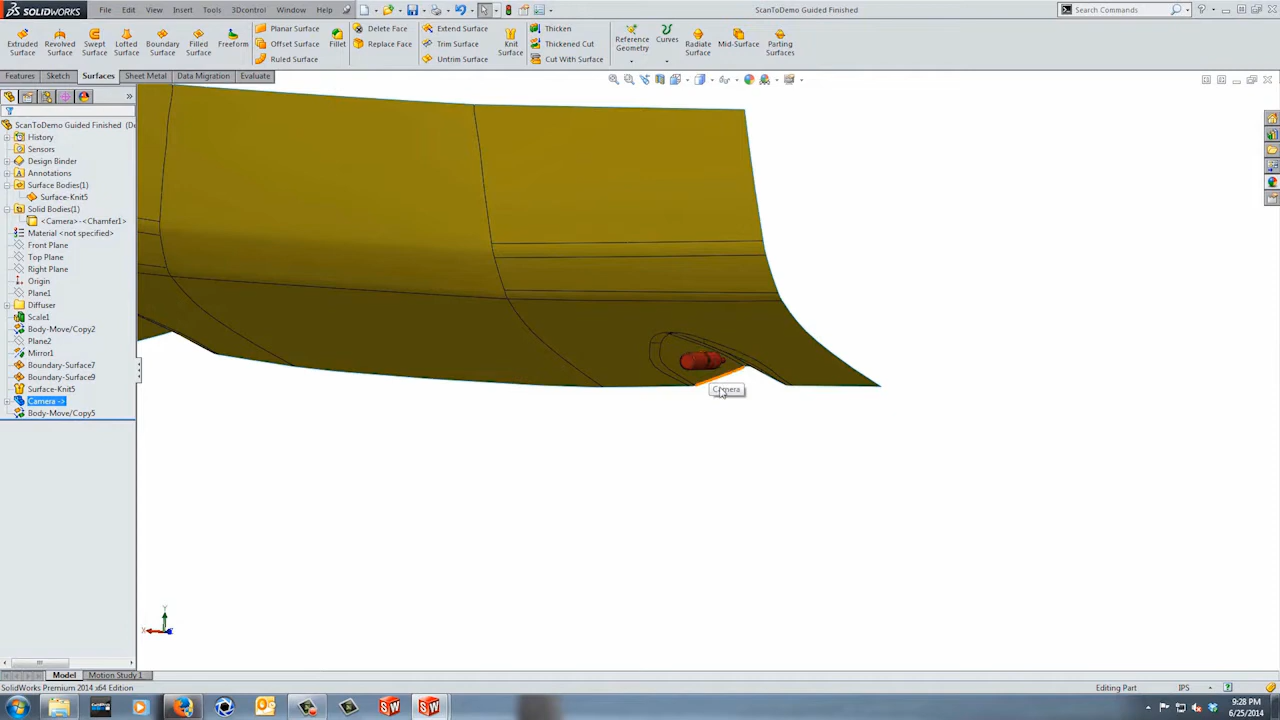 SOLIDWORKS File Edit View Insert Tools 3Dcontrol Window Help ScanToDemo Guided Finished Search Commands
Extruded Surface Revolved Surface Swept Surface Lofted Surface Boundary Surface Filled Surface Freeform
Planar Surface
Offset Surface
Ruled Surface
Fillet
Delete Face
Replace Face
Extend Surface
Trim Surface
Untrim Surface
Knit Surface
Thicken
Thickened Cut
Cut With Surface
Reference Geometry
Curves
Radiate Surface
Mid-Surface
Parting Surfaces
Features Sketch Surfaces Sheet Metal Data Migration Evaluate
ScanToDemo Guided Finished (De
History
Sensors
Design Binder
Annotations
Surface Bodies(1)
Surface-Knit5
Solid Bodies(1)
<Camera>-<Chamfer1>
Material <not specified>
Front Plane
Top Plane
Right Plane
Origin
Plane1
Diffuser
Scale1
Body-Move/Copy2
Plane2
Mirror1
Boundary-Surface7
Boundary-Surface9
Surface-Knit5
Camera ->
Body-Move/Copy5
Camera
Y
X
Model Motion Study 1
SolidWorks Premium 2014 x64 Edition Editing Part IPS
9:28 PM
6/25/2014